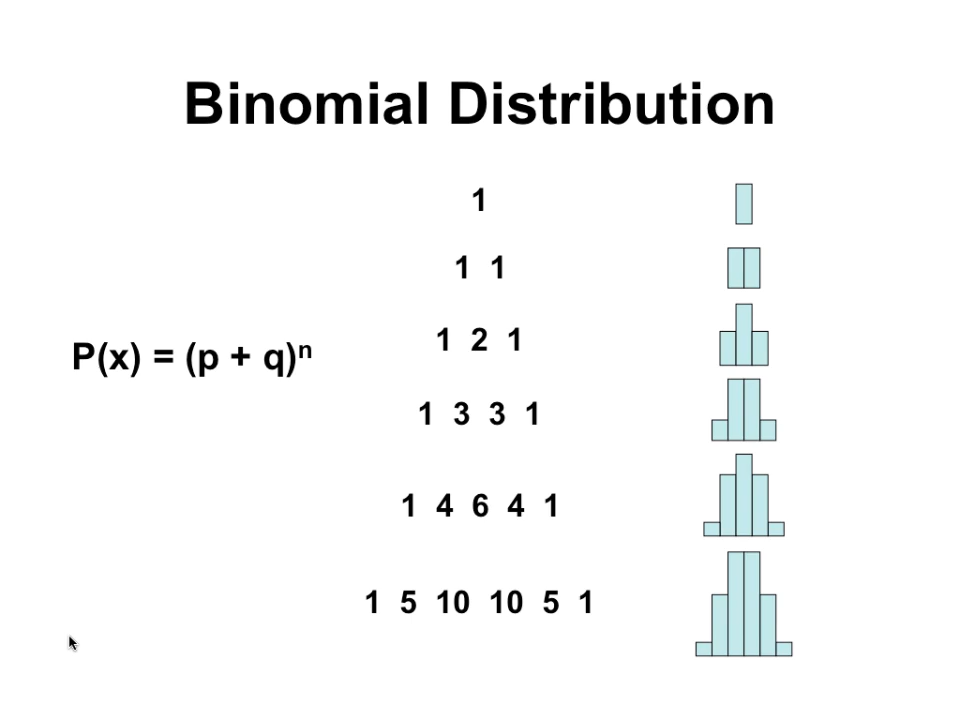 Binomial Distribution
1
1 1
1 2 1
P(x) = (p + q)ⁿ
1 3 3 1
1 4 6 4 1
1 5 10 10 5 1